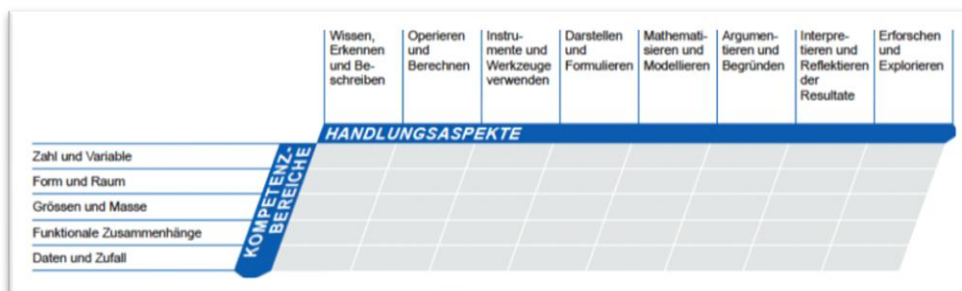 Wissen,
Erkennen
und Be-
schreiben
Operieren
und
Berechnen
Instru-
mente und
Werkzeuge
verwenden
Darstellen
und
Formulieren
Mathemati-
sieren und
Modellieren
Argumen-
tieren und
Begründen
Interpre-
tieren und
Reflektieren
der
Resultate
Erforschen
und
Explorieren
HANDLUNGSASPEKTE
KOMPETENZ-
BEREICHE
Zahl und Variable
Form und Raum
Grössen und Masse
Funktionale Zusammenhänge
Daten und Zufall